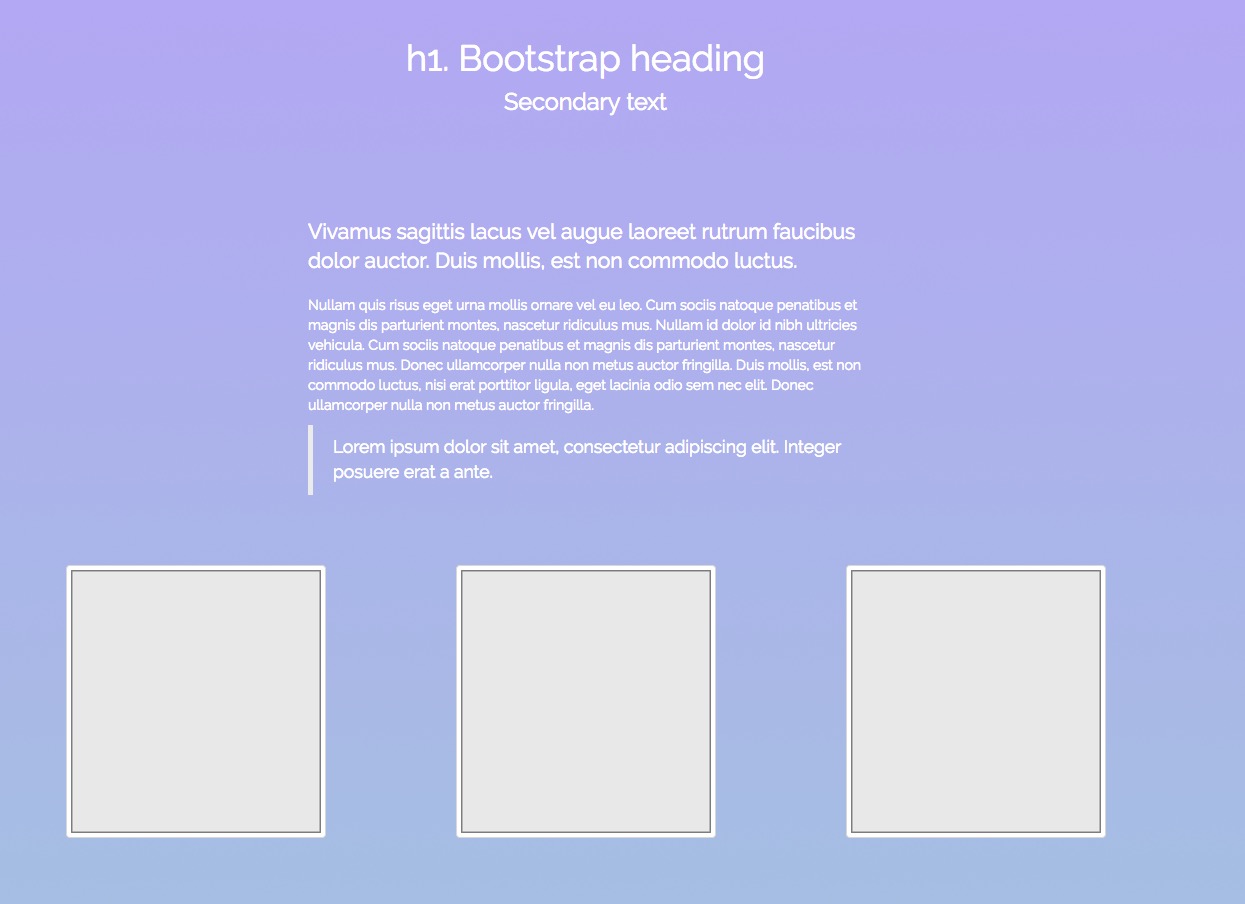 h1. Bootstrap heading
Secondary text
Vivamus sagittis lacus vel augue laoreet rutrum faucibus
dolor auctor. Duis mollis, est non commodo luctus.
Nullam quis risus eget urna mollis ornare vel eu leo. Cum sociis natoque penatibus et
magnis dis parturient montes, nascetur ridiculus mus. Nullam id dolor id nibh ultricies
vehicula. Cum sociis natoque penatibus et magnis dis parturient montes, nascetur
ridiculus mus. Donec ullamcorper nulla non metus auctor fringilla. Duis mollis, est non
commodo luctus, nisi erat porttitor ligula, eget lacinia odio sem nec elit. Donec
ullamcorper nulla non metus auctor fringilla.
Lorem ipsum dolor sit amet, consectetur adipiscing elit. Integer
posuere erat a ante.